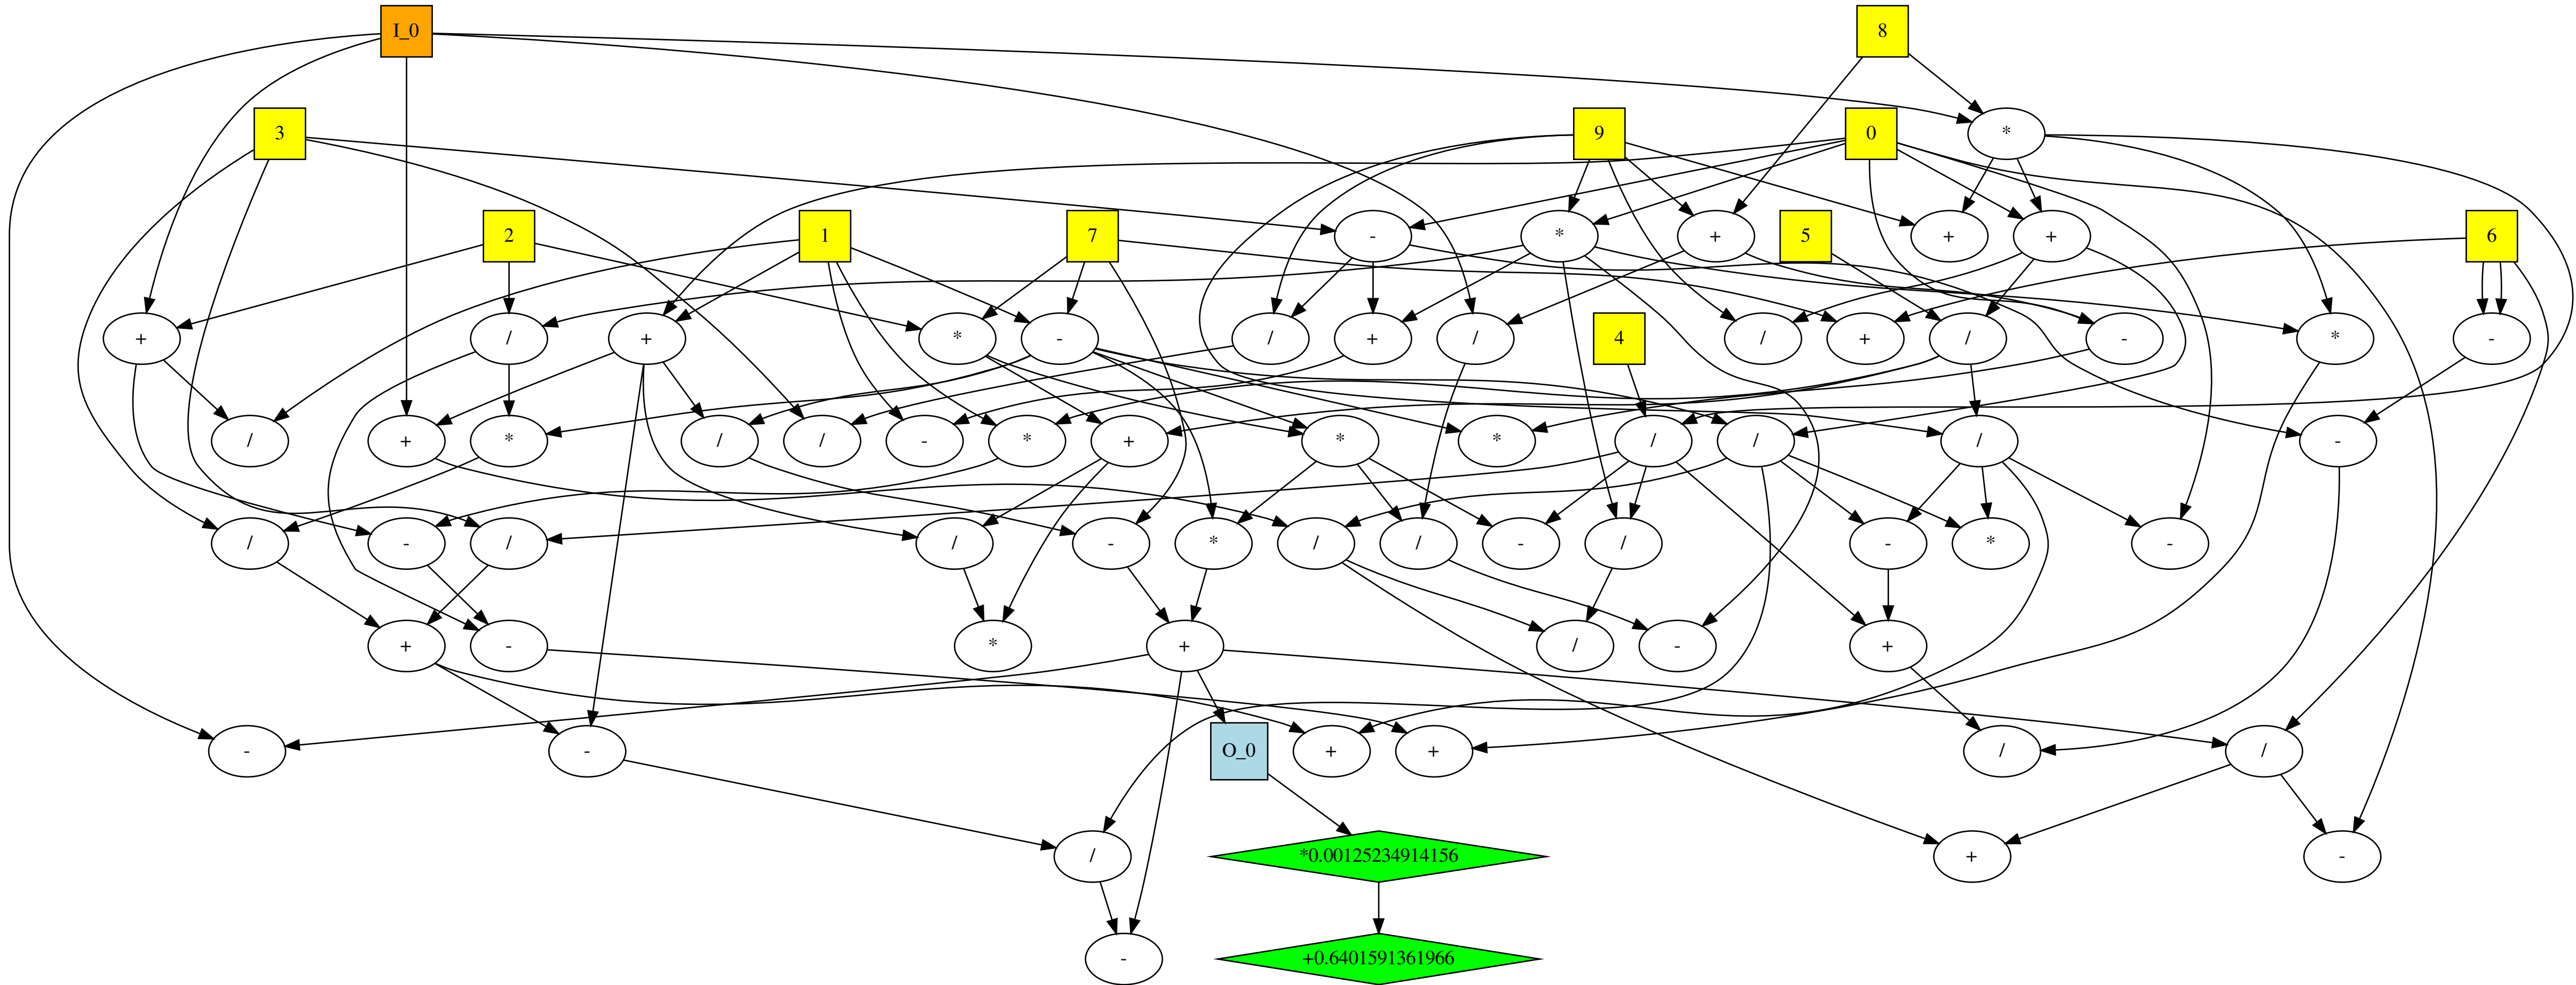 I_0 8
3 9 0 *
2 1 7 - * + 5 + + 6
+ / + * - / + / 4 / + / - * -
/ + * / / - * + * * / / / -
/ - / / - * / / - / - * -
+ - * + / - +
- - O_0 + + / /
/ *0.00125234914156 + -
- +0.6401591361966